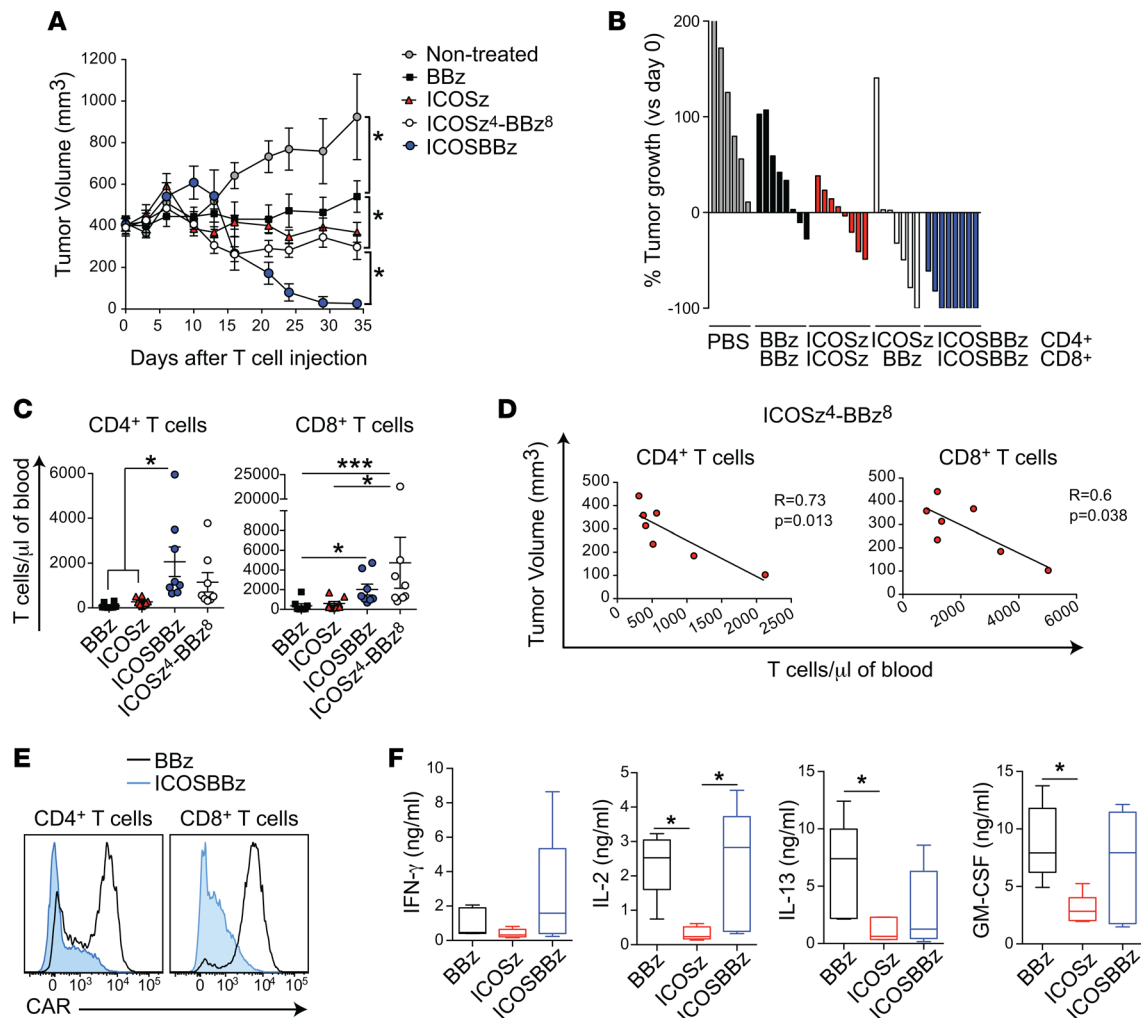 A
Tumor Volume (mm³)
1200
1000
800
600
400
200
0
0 5 10 15 20 25 30 35
Days after T cell injection
Non-treated
BBz
ICOSz
ICOSz⁴-BBz⁸
ICOSBBz
*
*
*
B
% Tumor growth (vs day 0)
200
100
0
-100
PBS BBz ICOSz ICOSz ICOSBBz CD4+
BBz ICOSz BBz ICOSBBz CD8+
C
CD4⁺ T cells
CD8⁺ T cells
T cells/μl of blood
6000
4000
2000
0
*
BBz
ICOSz
ICOSBBz
ICOSz⁴-BBz⁸
25000
20000
15000
10000
6000
4000
2000
0
***
*
*
BBz
ICOSz
ICOSBBz
ICOSz⁴-BBz⁸
D
ICOSz⁴-BBz⁸
Tumor Volume (mm³)
CD4⁺ T cells
500
400
300
200
100
0
0 500 1000 1500 2000 2500
R=0.73
p=0.013
CD8⁺ T cells
500
400
300
200
100
0
0 2000 4000 6000
R=0.6
p=0.038
T cells/μl of blood
E
BBz
ICOSBBz
CD4⁺ T cells
CD8⁺ T cells
0 10³ 10⁴ 10⁵
0 10³ 10⁴ 10⁵
CAR
F
IFN-γ (ng/ml)
10
8
6
4
2
0
BBz
ICOSz
ICOSBBz
IL-2 (ng/ml)
5
4
3
2
1
0
*
*
BBz
ICOSz
ICOSBBz
IL-13 (ng/ml)
15
10
5
0
*
BBz
ICOSz
ICOSBBz
GM-CSF (ng/ml)
15
10
5
0
*
BBz
ICOSz
ICOSBBz